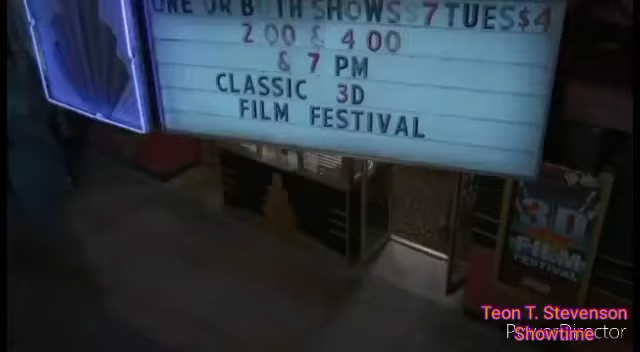 ONE OR BOTH SHOWS $7 TUES $4
2 00 & 4 00
& 7 PM
CLASSIC 3D
FILM FESTIVAL
3D
FILM
FESTIVAL
Teon T. Stevenson
Showtime
PowerDirector